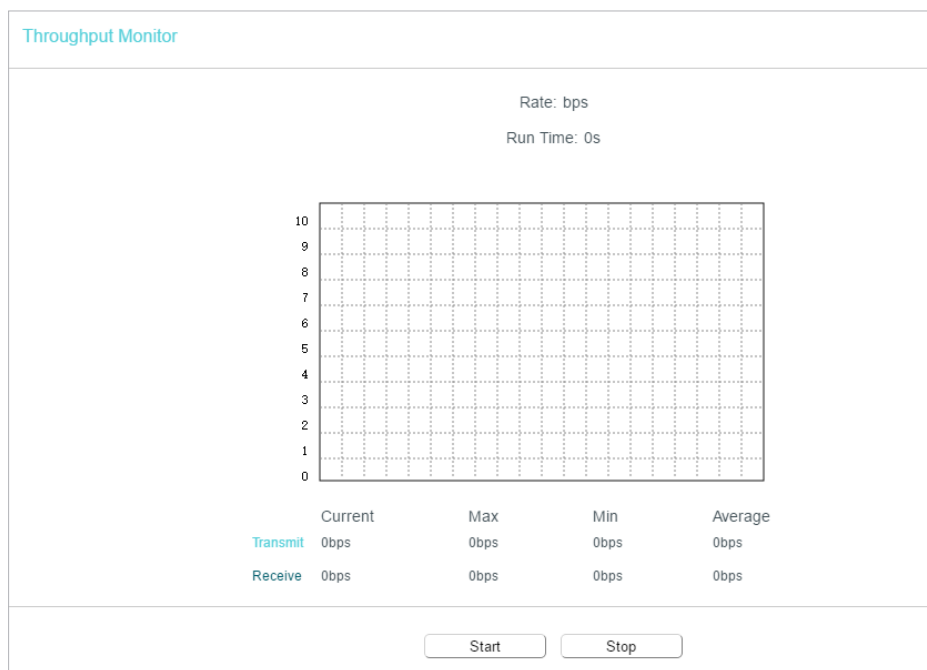 Throughput Monitor
Rate: bps
Run Time: 0s
10
9
8
7
6
5
4
3
2
1
0
Current Max Min Average
Transmit 0bps 0bps 0bps 0bps
Receive 0bps 0bps 0bps 0bps
Start Stop